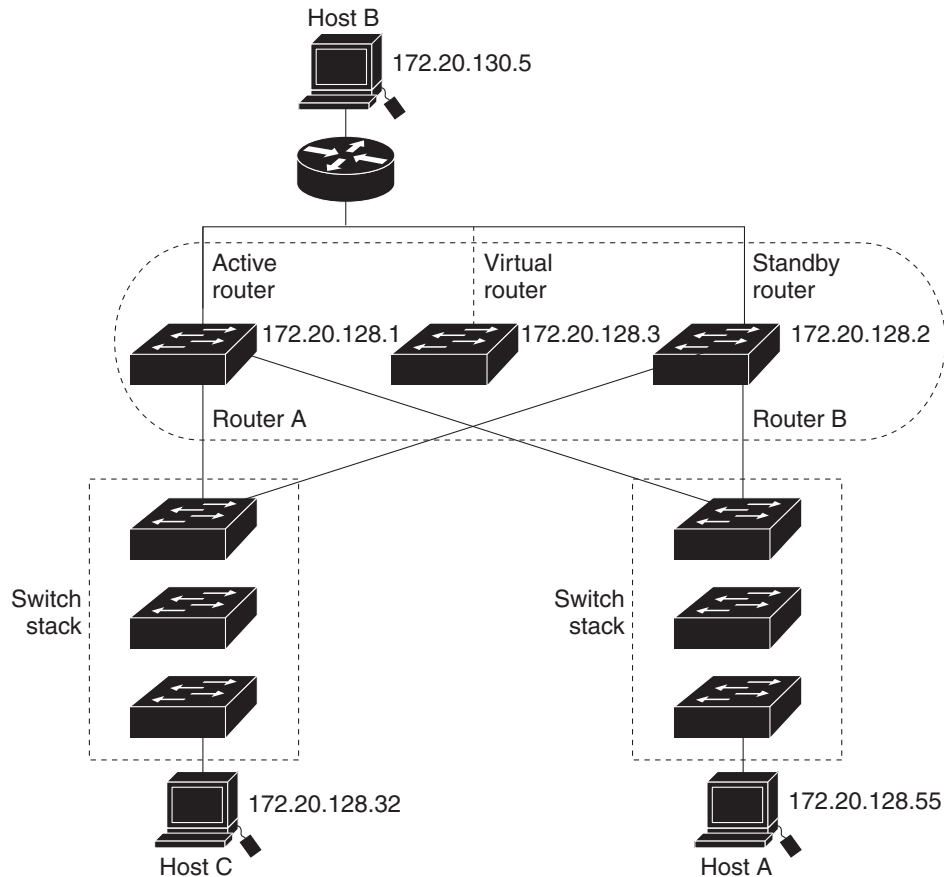 Host B
172.20.130.5
Active
router
Virtual
router
Standby
router
172.20.128.1
172.20.128.3
172.20.128.2
Router A
Router B
Switch
stack
Switch
stack
172.20.128.32
172.20.128.55
Host C
Host A